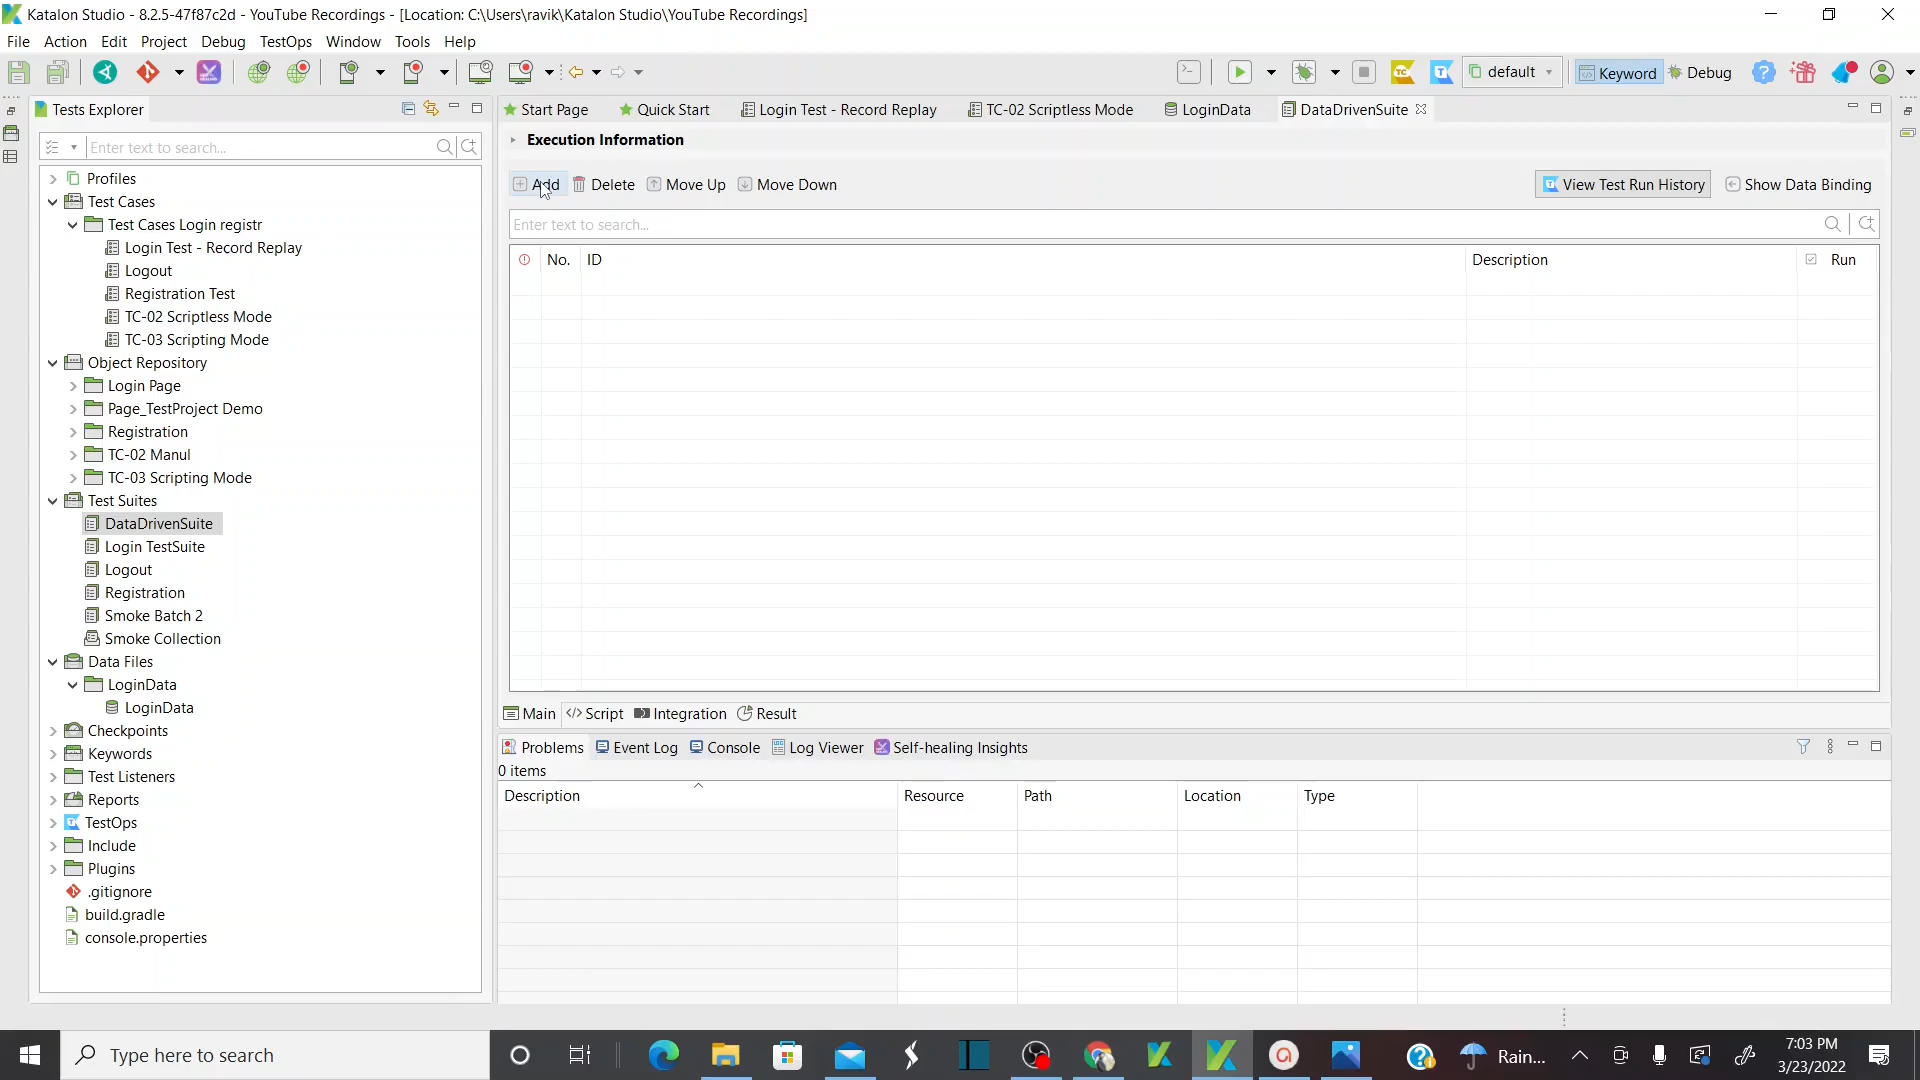 Katalon Studio - 8.2.5-47f87c2d - YouTube Recordings - [Location: C:\Users\ravik\Katalon Studio\YouTube Recordings]
File Action Edit Project Debug TestOps Window Tools Help
default Keyword Debug
Tests Explorer
Start Page Quick Start Login Test - Record Replay TC-02 Scriptless Mode LoginData DataDrivenSuite
Enter text to search...
Profiles
Test Cases
Test Cases Login registr
Login Test - Record Replay
Logout
Registration Test
TC-02 Scriptless Mode
TC-03 Scripting Mode
Object Repository
Login Page
Page_TestProject Demo
Registration
TC-02 Manul
TC-03 Scripting Mode
Test Suites
DataDrivenSuite
Login TestSuite
Logout
Registration
Smoke Batch 2
Smoke Collection
Data Files
LoginData
LoginData
Checkpoints
Keywords
Test Listeners
Reports
TestOps
Include
Plugins
.gitignore
build.gradle
console.properties
Execution Information
Add Delete Move Up Move Down View Test Run History Show Data Binding
Enter text to search...
No. ID Description Run
Main Script Integration Result
Problems Event Log Console Log Viewer Self-healing Insights
0 items
Description Resource Path Location Type
Type here to search
Rain...
7:03 PM
3/23/2022